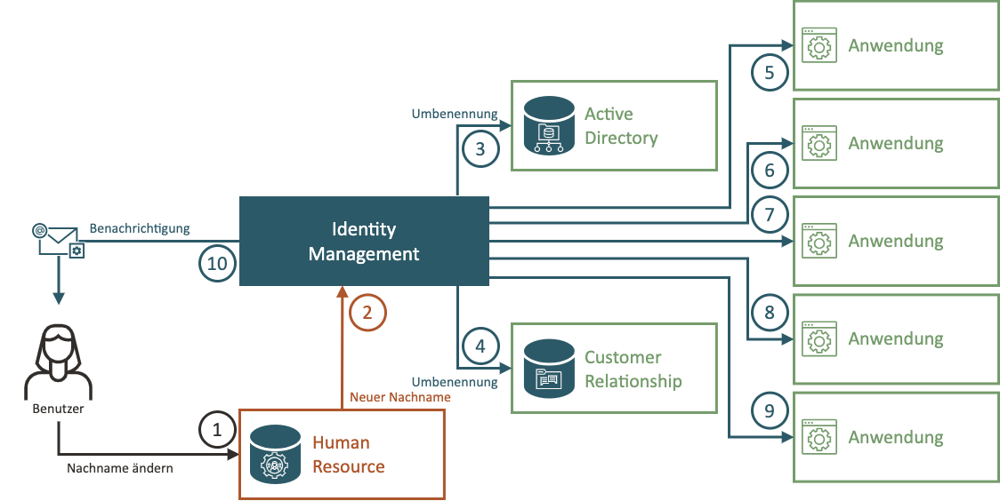 Anwendung
5
Umbenennung
Active
Directory
3
Anwendung
6
Benachrichtigung
10
Identity
Management
7
Anwendung
@
2
8
Anwendung
4
Customer
Relationship
Umbenennung
Neuer Nachname
Benutzer
1
Human
Resource
Nachname ändern
9
Anwendung